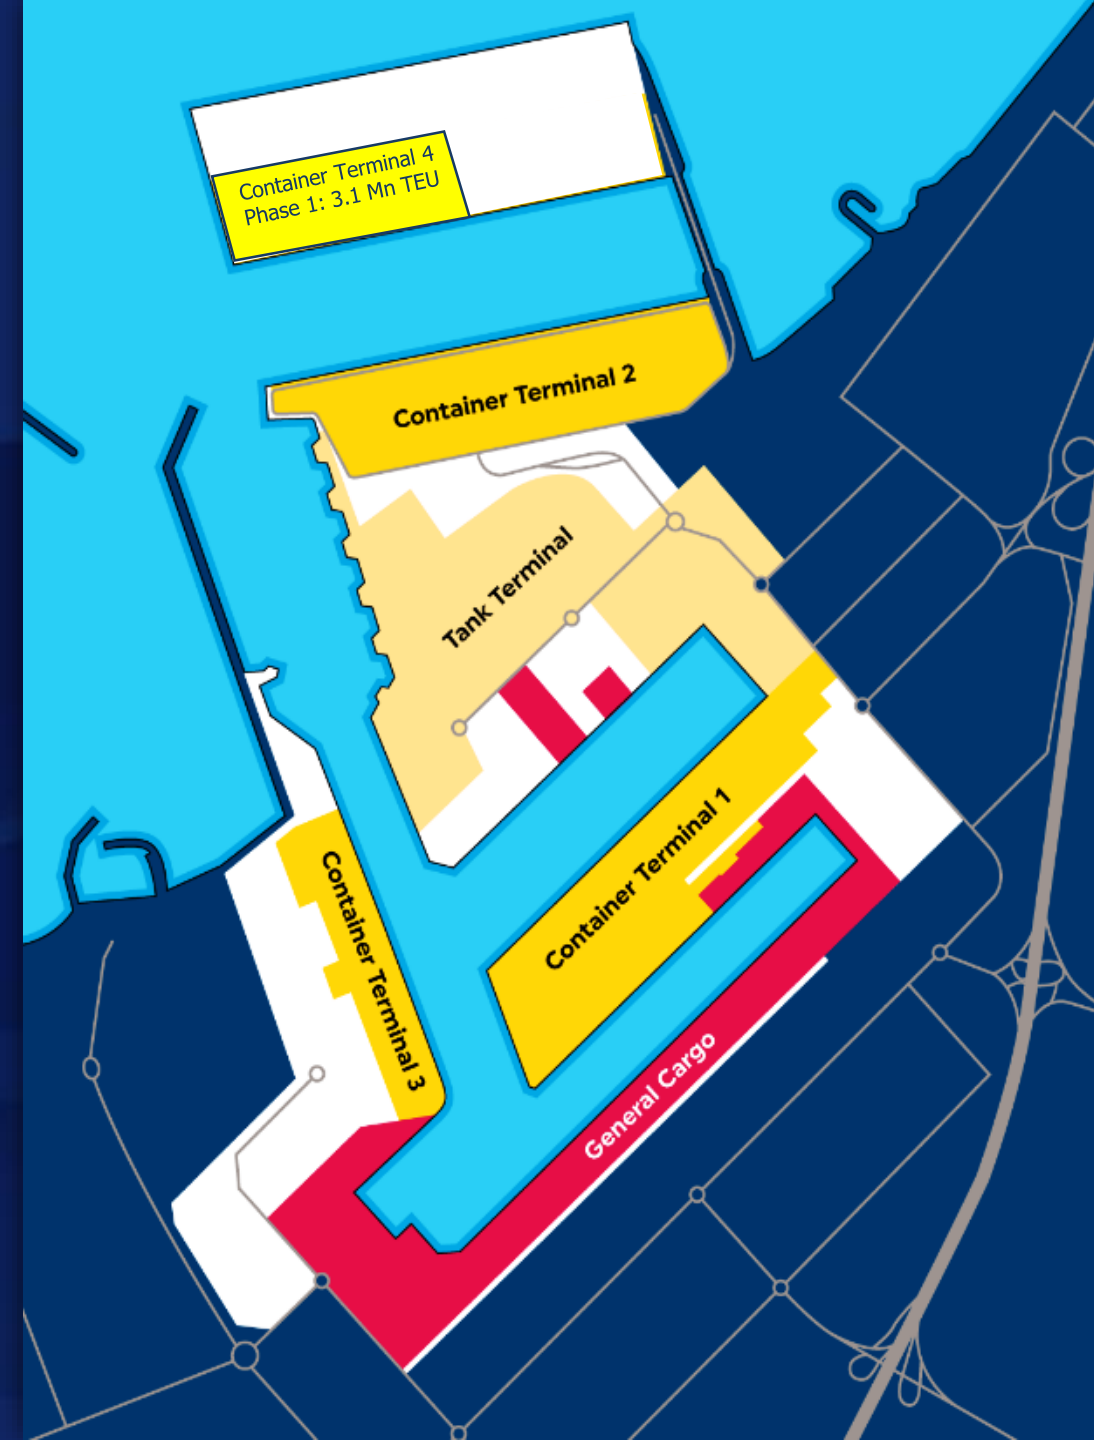 Container Terminal 4
Phase 1: 3.1 Mn TEU
Container Terminal 2
Tank Terminal
Container Terminal 1
Container Terminal 3
General Cargo